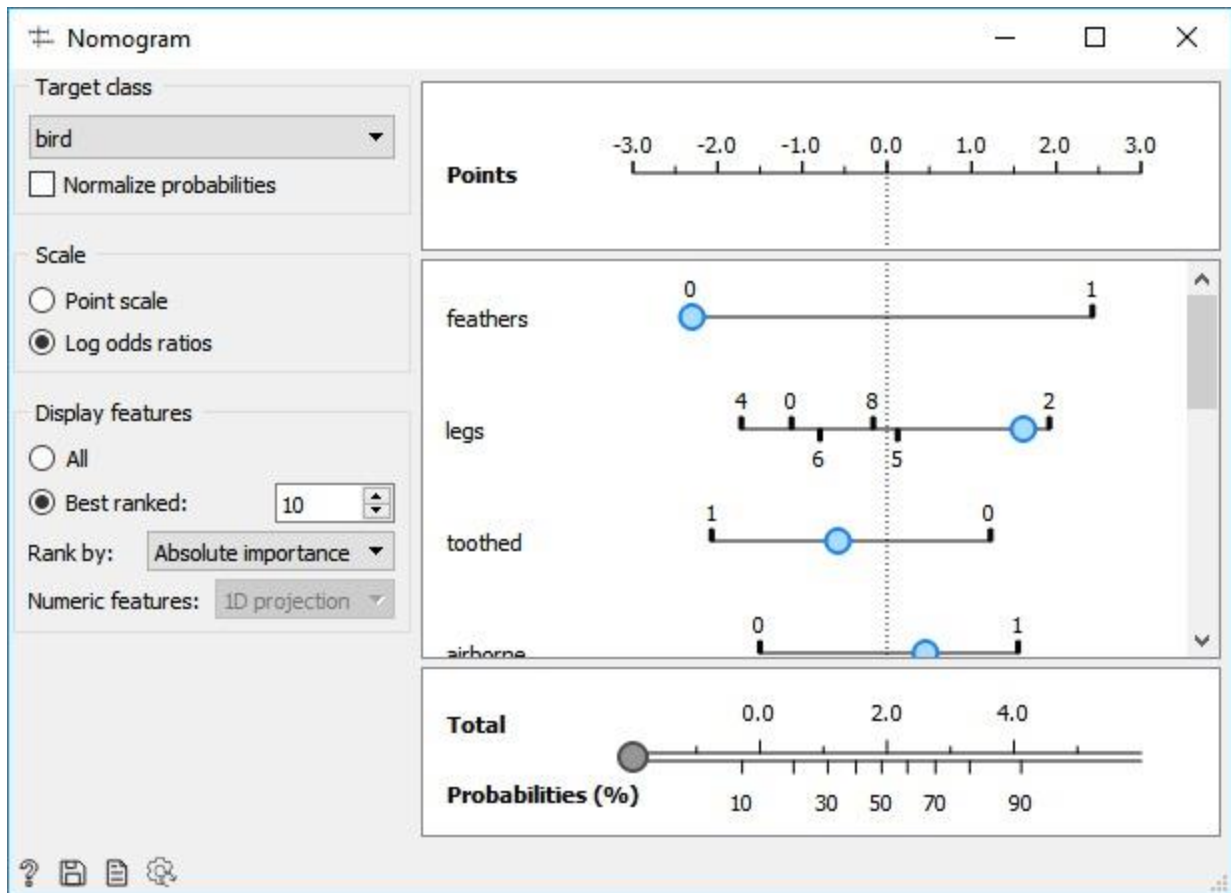 Nomogram
Target class
bird
Normalize probabilities
Scale
Point scale
Log odds ratios
Display features
All
Best ranked: 10
Rank by: Absolute importance
Numeric features: 1D projection
-3.0 -2.0 -1.0 0.0 1.0 2.0 3.0
Points
0 1
feathers
4 0 8 2
legs
6 5
1 0
toothed
0 1
airborne
0.0 2.0 4.0
Total
Probabilities (%)
10 30 50 70 90